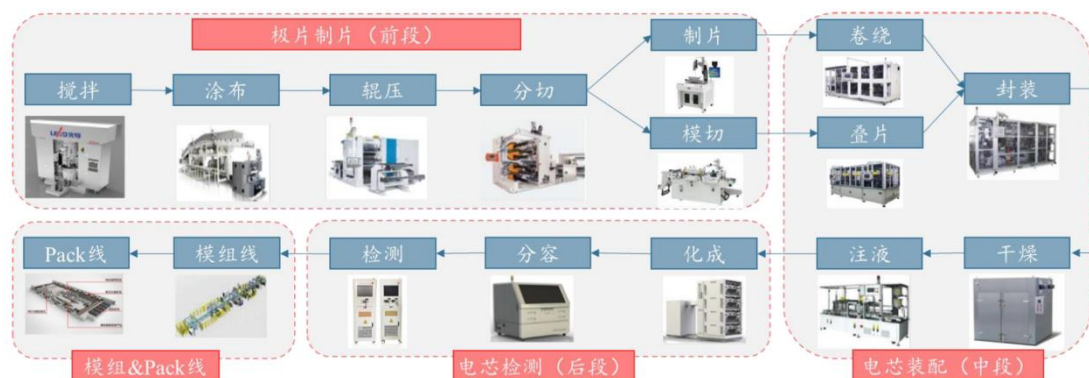 极片制片（前段）
制片
卷绕
搅拌
涂布
辊压
分切
封装
模切
叠片
Pack线
模组线
检测
分容
化成
注液
干燥
模组&Pack线
电芯检测（后段）
电芯装配（中段）